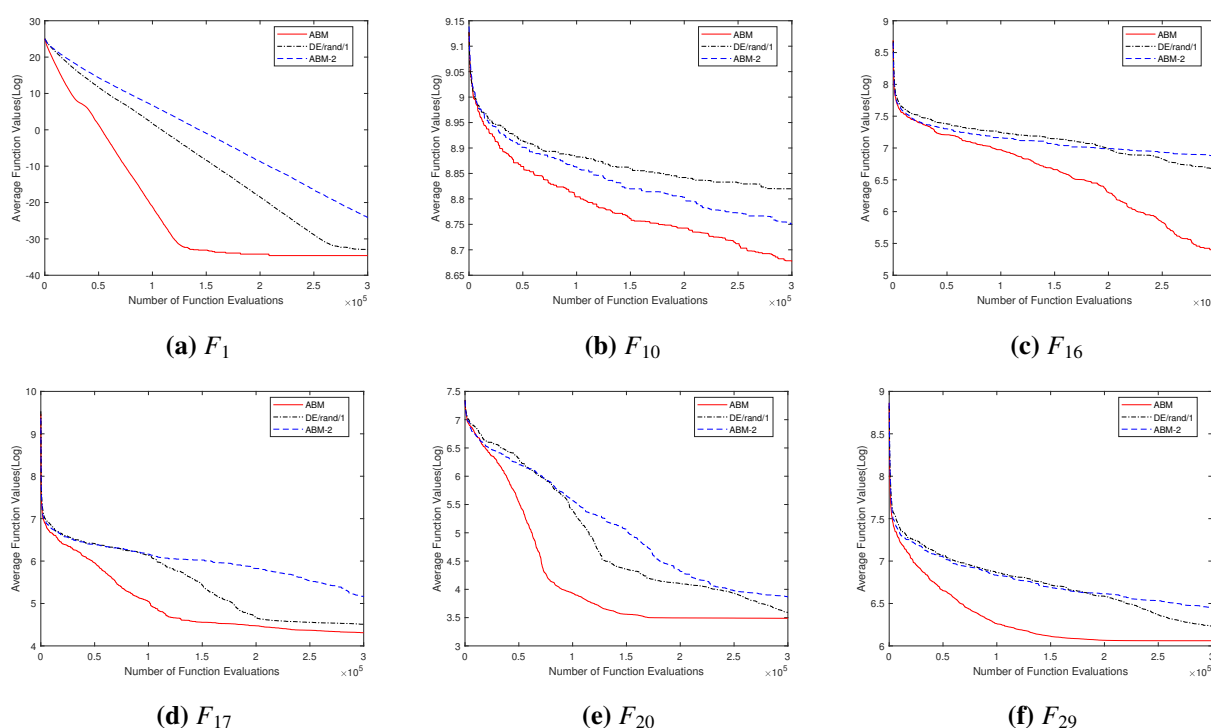 30
20
10
0
-10
-20
-30
-40
Average Function Values(Log)
0 0.5 1 1.5 2 2.5 3
Number of Function Evaluations
×10^5
ABM
DE/rand/1
ABM-2
(a) F_1
9.15
9.1
9.05
9
8.95
8.9
8.85
8.8
8.75
8.7
8.65
Average Function Values(Log)
0 0.5 1 1.5 2 2.5 3
Number of Function Evaluations
×10^5
ABM
DE/rand/1
ABM-2
(b) F_10
9
8.5
8
7.5
7
6.5
6
5.5
5
Average Function Values(Log)
0 0.5 1 1.5 2 2.5
Number of Function Evaluations
×10
ABM
DE/rand/1
ABM-2
(c) F_16
10
9
8
7
6
5
4
Average Function Values(Log)
0 0.5 1 1.5 2 2.5 3
Number of Function Evaluations
×10^5
ABM
DE/rand/1
ABM-2
(d) F_17
7.5
7
6.5
6
5.5
5
4.5
4
3.5
3
Average Function Values(Log)
0 0.5 1 1.5 2 2.5 3
Number of Function Evaluations
×10^5
ABM
DE/rand/1
ABM-2
(e) F_20
9
8.5
8
7.5
7
6.5
6
Average Function Values(Log)
0 0.5 1 1.5 2 2.5
Number of Function Evaluations
×10
ABM
DE/rand/1
ABM-2
(f) F_29